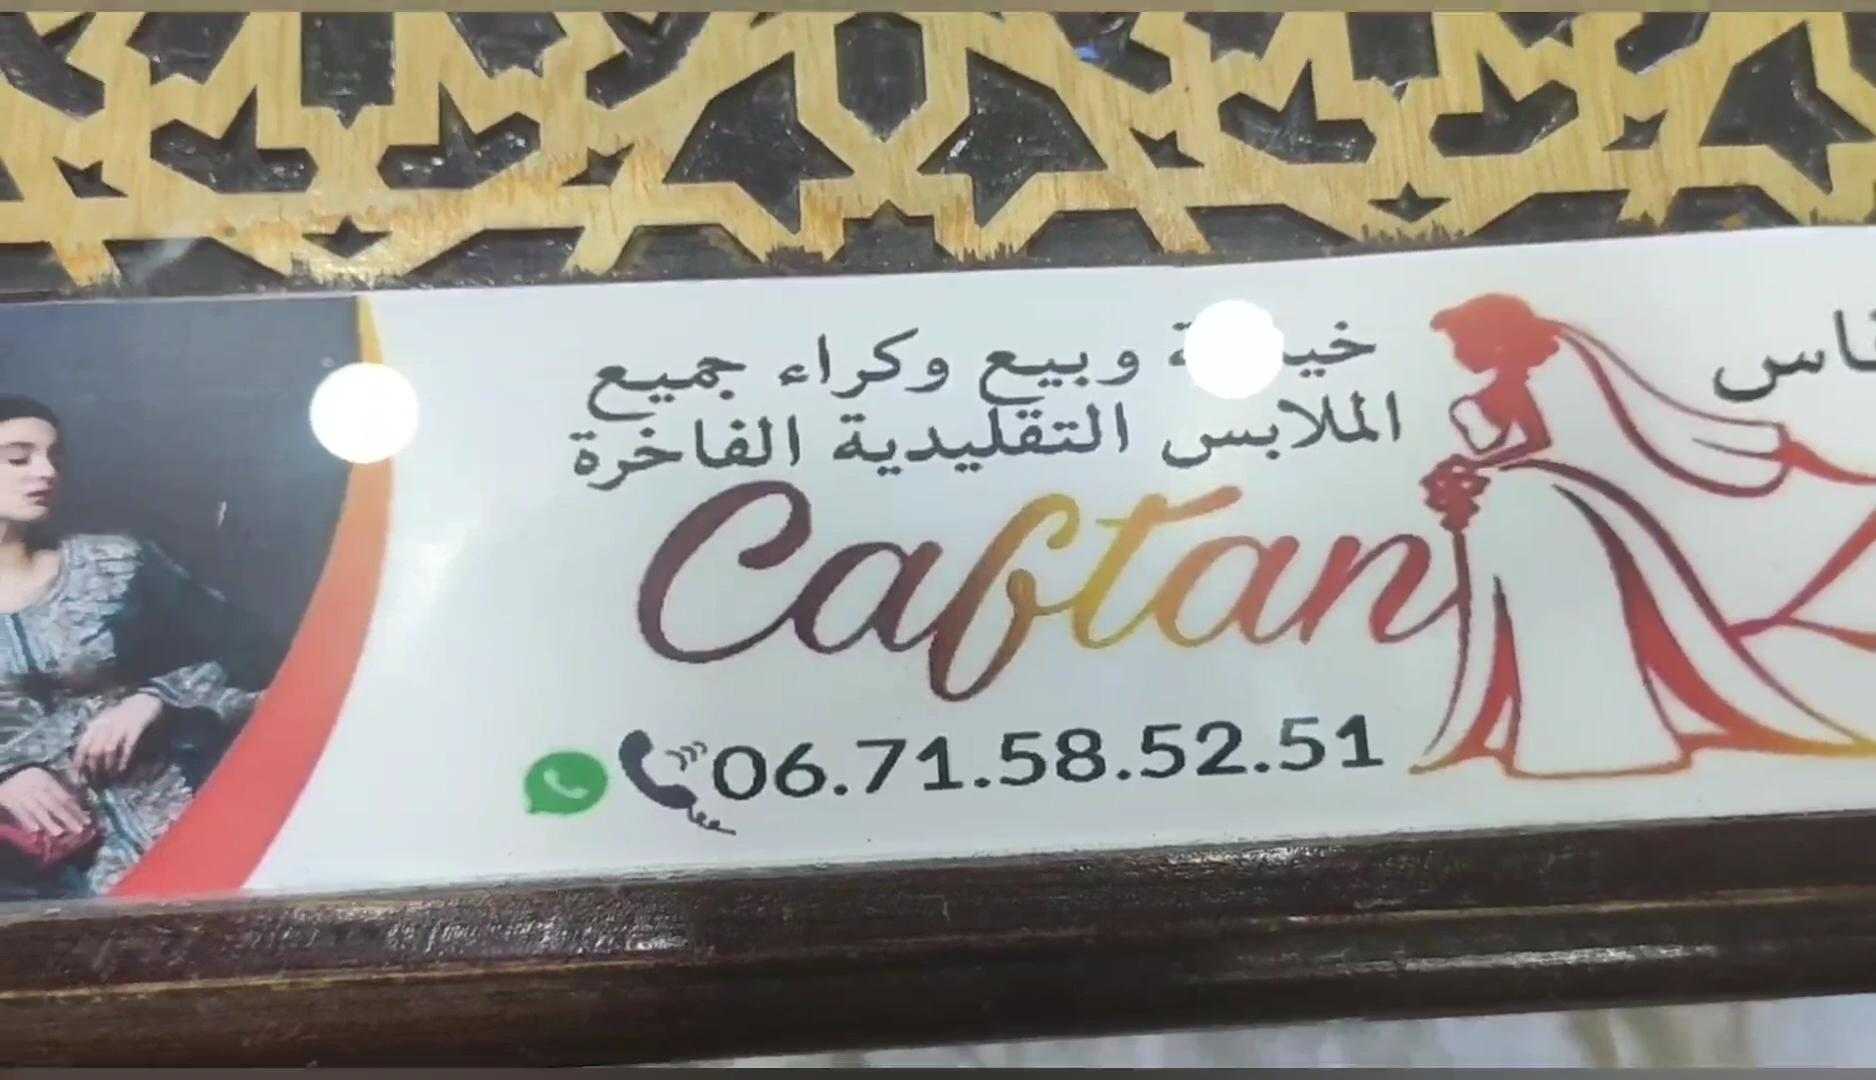 وبيع وكراء جميع
الملابس التقليدية الفاخرة
Caftan
06.71.58.52.51